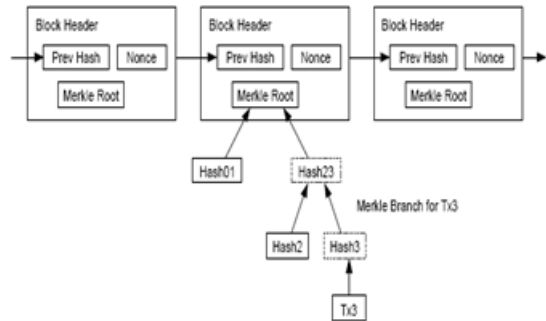 Block Header Block Header Block Header
Prev Hash Nonce Prev Hash Nonce Prev Hash Nonce
Merkle Root Merkle Root Merkle Root
Hash01 Hash23
Merkle Branch for Tx3
Hash2 Hash3
Tx3